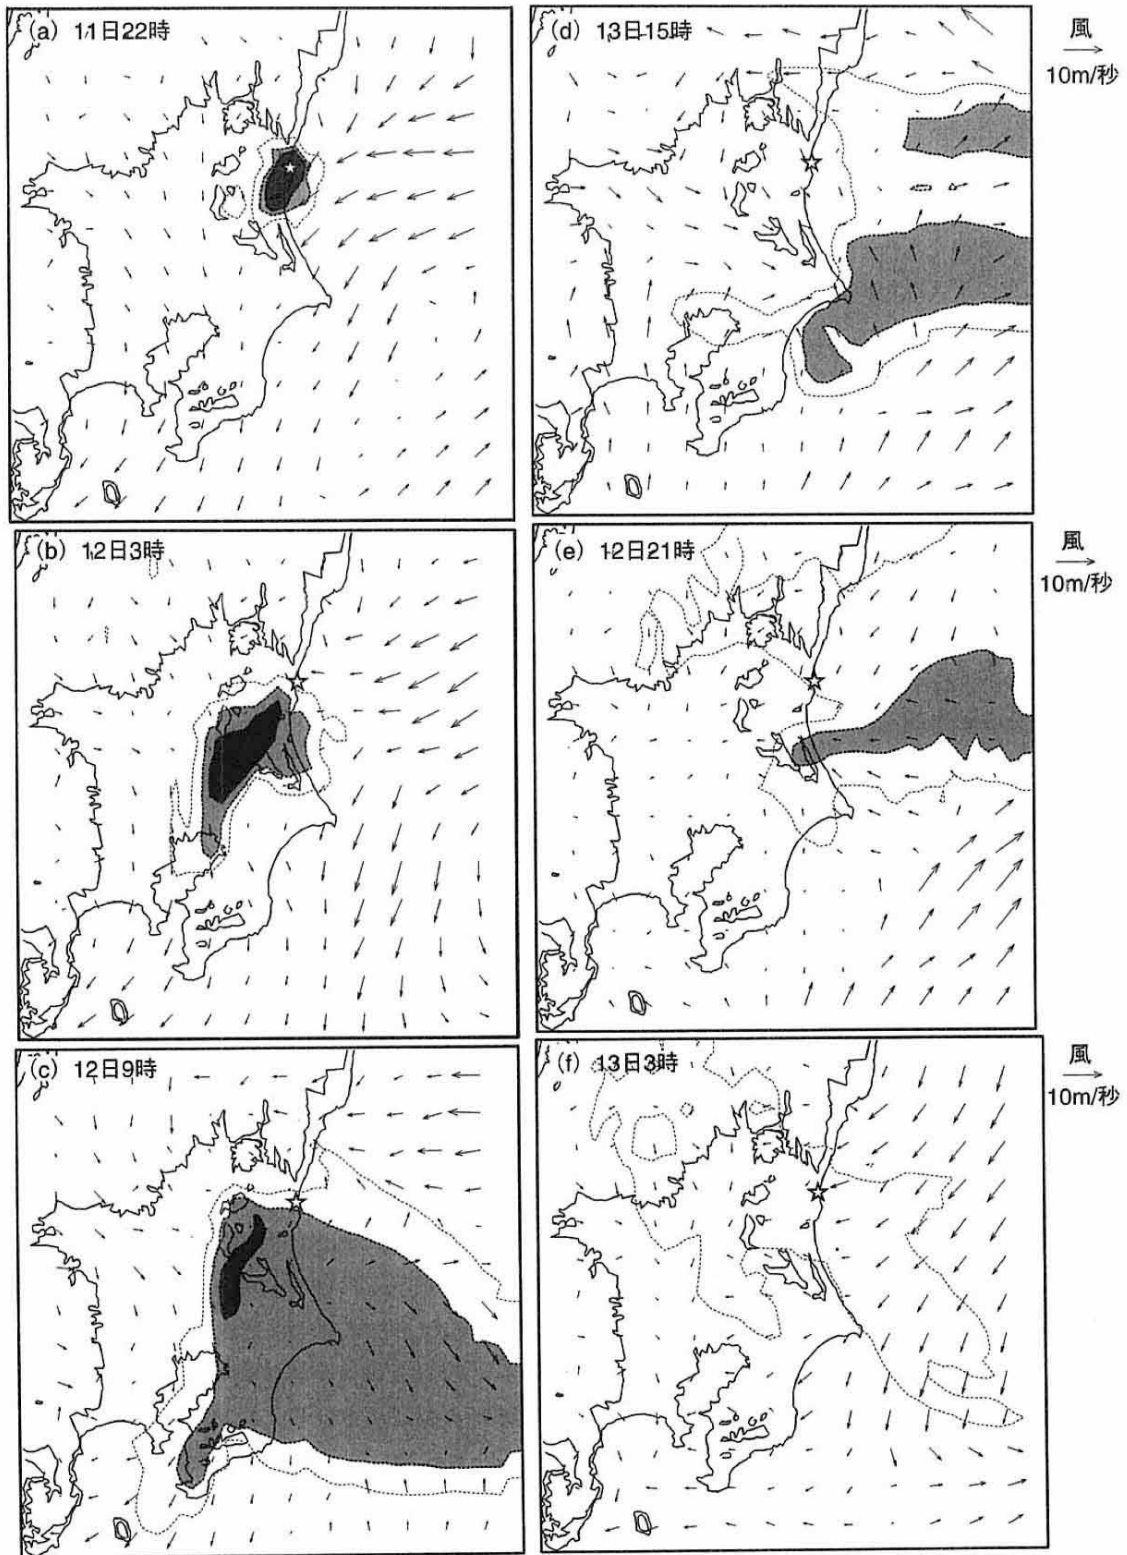 (a) 11日22時
(d) 13日15時
風
10m/秒
(b) 12日3時
(e) 12日21時
風
10m/秒
(c) 12日9時
(f) 13日3時
風
10m/秒